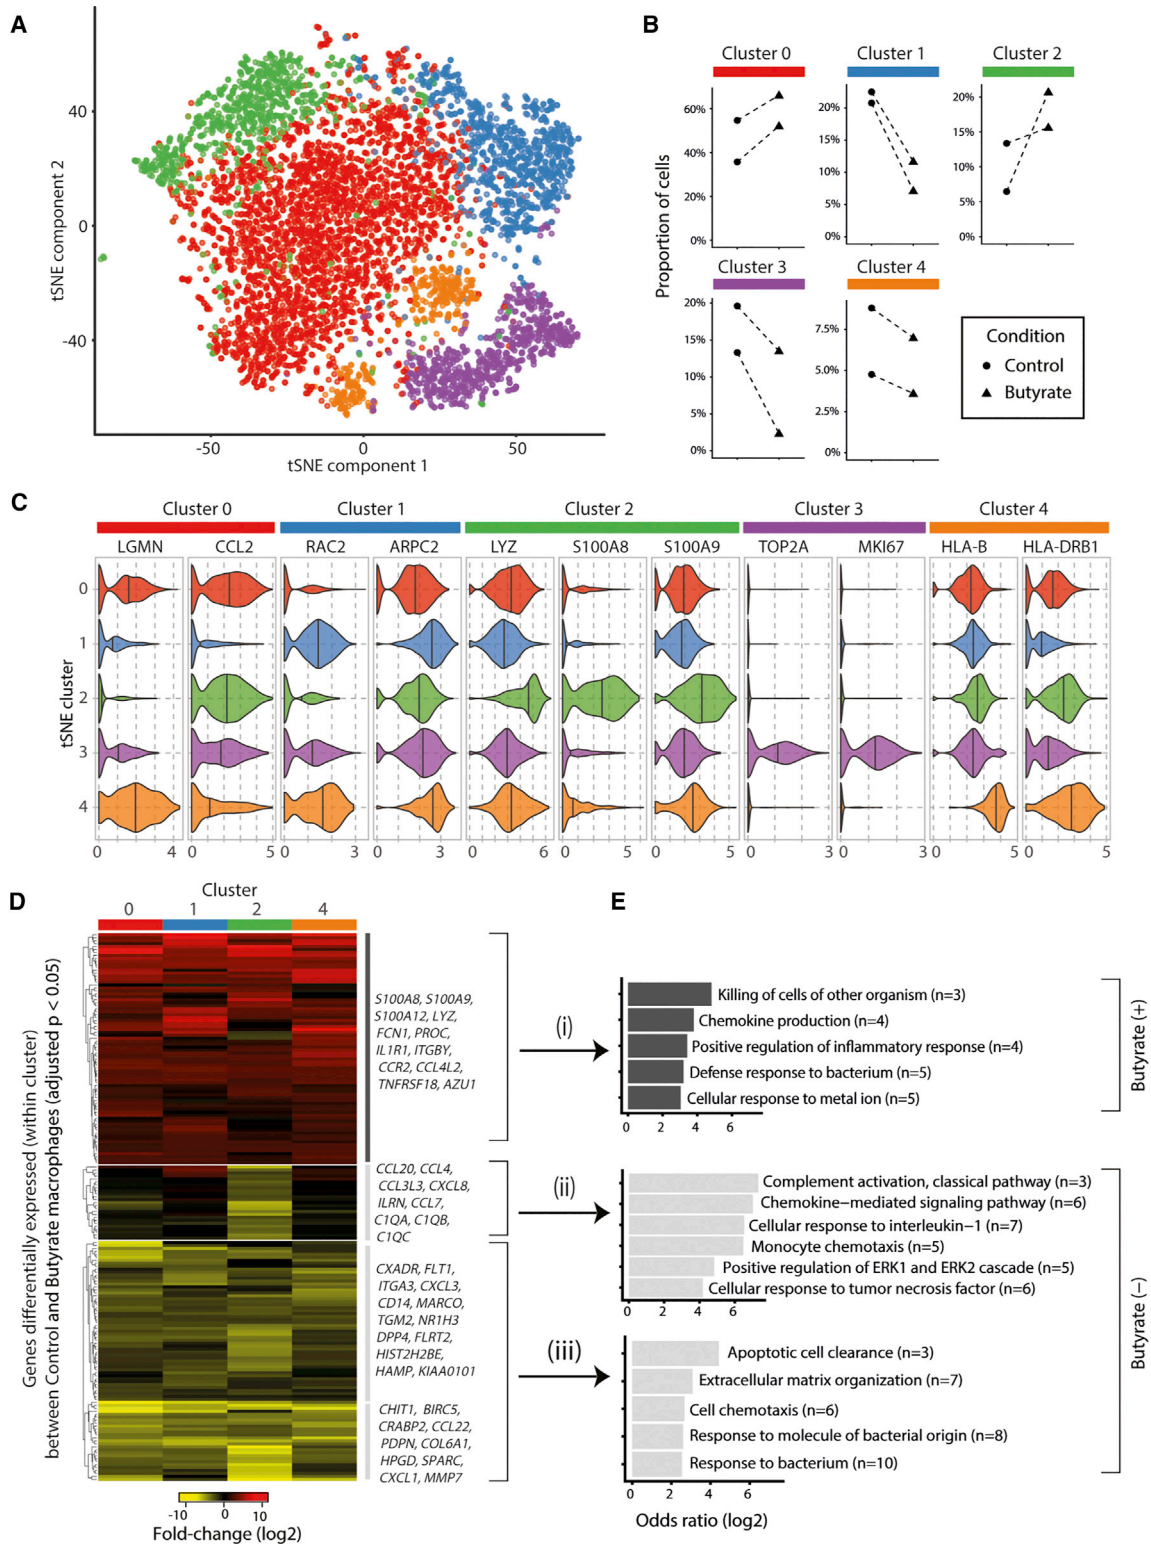 A
tSNE component 2
40
0
-40
-50
0
50
tSNE component 1
B
Proportion of cells
Cluster 0
60%
40%
20%
0%
Cluster 1
20%
15%
10%
5%
0%
Cluster 2
20%
15%
10%
5%
0%
Cluster 3
20%
15%
10%
5%
0%
Cluster 4
7.5%
5.0%
2.5%
0%
Condition
Control
Butyrate
C
Cluster 0
Cluster 1
Cluster 2
Cluster 3
Cluster 4
LGMN
CCL2
RAC2
ARPC2
LYZ
S100A8
S100A9
TOP2A
MKI67
HLA-B
HLA-DRB1
tSNE cluster
0
1
2
3
4
0 4
0 5
0 3
0 3
0 6
0 5
0 5
0 3
0 3
0 5
0 5
D
Cluster
0 1 2 4
Genes differentially expressed (within cluster)
between Control and Butyrate macrophages (adjusted p < 0.05)
S100A8, S100A9,
S100A12, LYZ,
FCN1, PROC,
IL1R1, ITGBY,
CCR2, CCL4L2,
TNFRSF18, AZU1
CCL20, CCL4,
CCL3L3, CXCL8,
ILRN, CCL7,
C1QA, C1QB,
C1QC
CXADR, FLT1,
ITGA3, CXCL3,
CD14, MARCO,
TGM2, NR1H3
DPP4, FLRT2,
HIST2H2BE,
HAMP, KIAA0101
CHIT1, BIRC5,
CRABP2, CCL22,
PDPN, COL6A1,
HPGD, SPARC,
CXCL1, MMP7
-10 0 10
Fold-change (log2)
E
(i)
Killing of cells of other organism (n=3)
Chemokine production (n=4)
Positive regulation of inflammatory response (n=4)
Defense response to bacterium (n=5)
Cellular response to metal ion (n=5)
0 2 4 6
Butyrate (+)
(ii)
Complement activation, classical pathway (n=3)
Chemokine−mediated signaling pathway (n=6)
Cellular response to interleukin−1 (n=7)
Monocyte chemotaxis (n=5)
Positive regulation of ERK1 and ERK2 cascade (n=5)
Cellular response to tumor necrosis factor (n=6)
0 2 4 6
(iii)
Apoptotic cell clearance (n=3)
Extracellular matrix organization (n=7)
Cell chemotaxis (n=6)
Response to molecule of bacterial origin (n=8)
Response to bacterium (n=10)
0 2 4 6
Odds ratio (log2)
Butyrate (−)